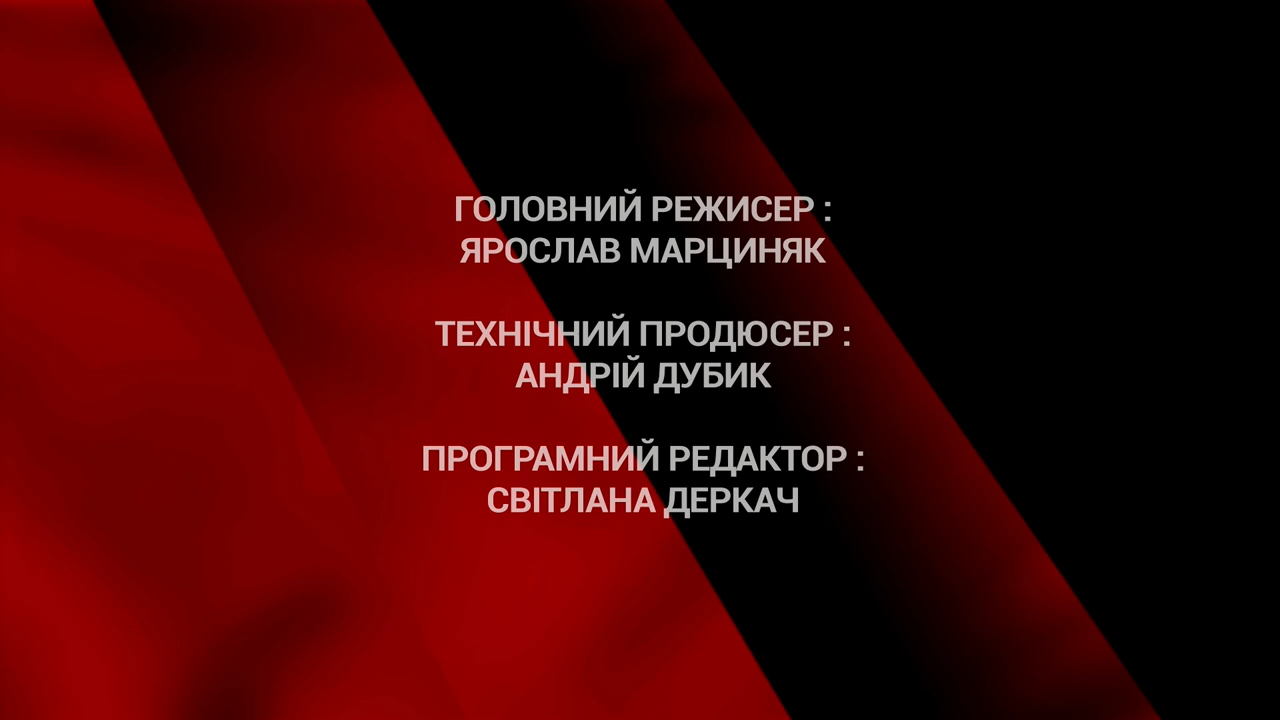 ГОЛОВНИЙ РЕЖИСЕР :
ЯРОСЛАВ МАРЦИНЯК
ТЕХНІЧНИЙ ПРОДЮСЕР :
АНДРІЙ ДУБИК
ПРОГРАМНИЙ РЕДАКТОР :
СВІТЛАНА ДЕРКАЧ